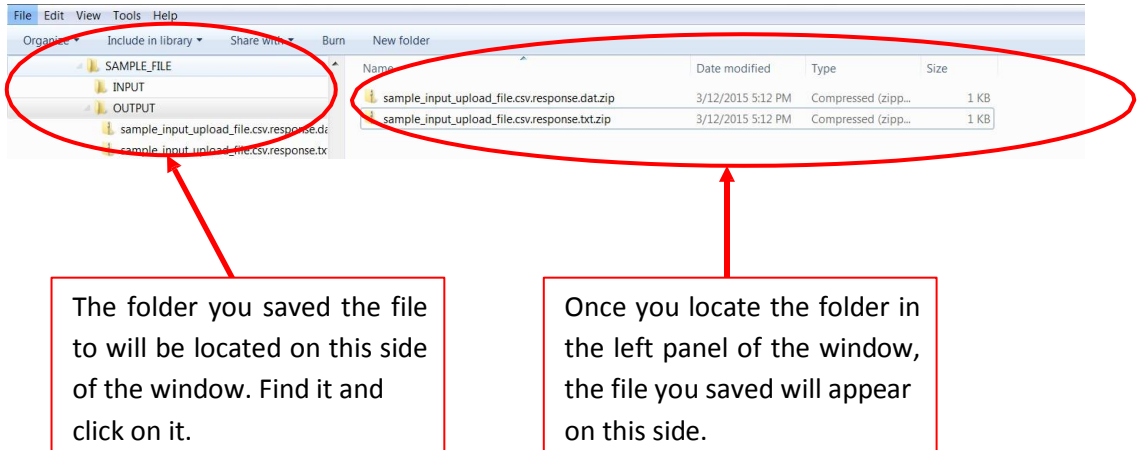 File Edit View Tools Help
Organize Include in library Share with Burn New folder
SAMPLE_FILE
INPUT
OUTPUT
sample_input_upload_file.csv.response.da
sample_input_upload_file.csv.response.tx
Name Date modified Type Size
sample_input_upload_file.csv.response.dat.zip 3/12/2015 5:12 PM Compressed (zipp... 1 KB
sample_input_upload_file.csv.response.txt.zip 3/12/2015 5:12 PM Compressed (zipp... 1 KB
The folder you saved the file
to will be located on this side
of the window. Find it and
click on it.
Once you locate the folder in
the left panel of the window,
the file you saved will appear
on this side.